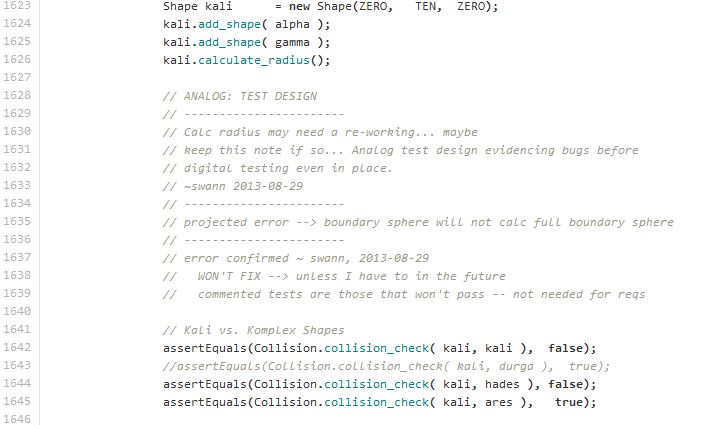 1623 Shape kali = new Shape(ZERO, TEN, ZERO);
1624 kali.add_shape( alpha );
1625 kali.add_shape( gamma );
1626 kali.calculate_radius();
1627
1628 // ANALOG: TEST DESIGN
1629 // ----------------------
1630 // Calc radius may need a re-working... maybe
1631 // keep this note if so... Analog test design evidencing bugs before
1632 // digital testing even in place.
1633 // ~swann 2013-08-29
1634 // ----------------------
1635 // projected error --> boundary sphere will not calc full boundary sphere
1636 // ----------------------
1637 // error confirmed ~ swann, 2013-08-29
1638 // WON'T FIX --> unless I have to in the future
1639 // commented tests are those that won't pass -- not needed for reqs
1640
1641 // Kali vs. Komplex Shapes
1642 assertEquals(Collision.collision_check( kali, kali ), false);
1643 //assertEquals(Collision.collision_check( kali, durga ), true);
1644 assertEquals(Collision.collision_check( kali, hades ), false);
1645 assertEquals(Collision.collision_check( kali, ares ), true);
1646